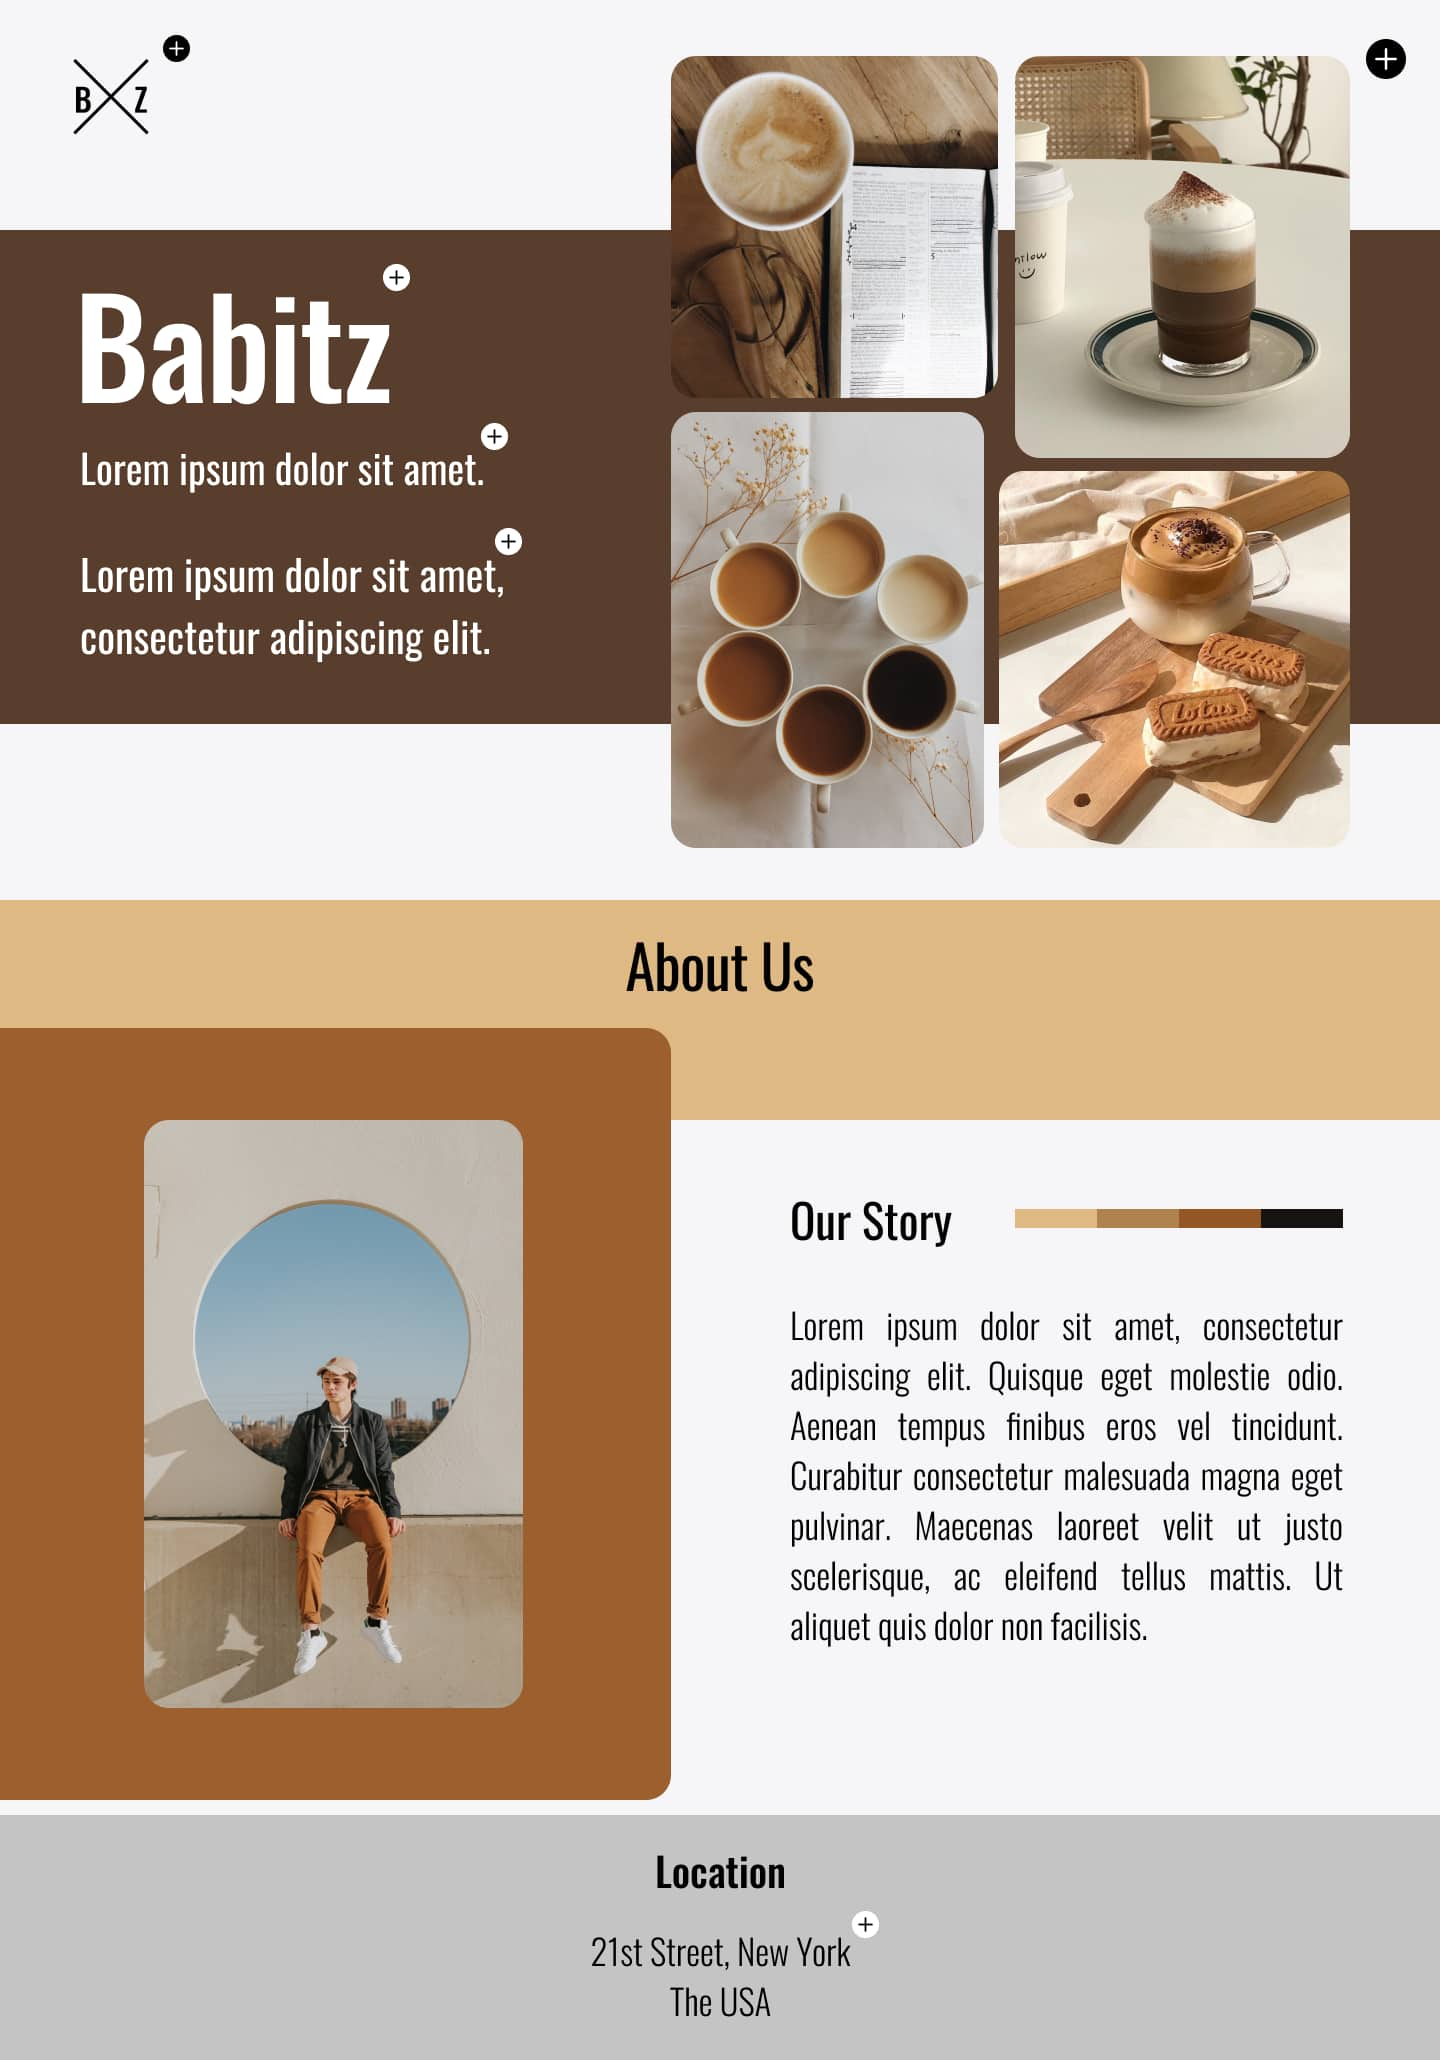 B Z
Babitz
Lorem ipsum dolor sit amet.
Lorem ipsum dolor sit amet,
consectetur adipiscing elit.
lotus
lotus
About Us
Our Story
Lorem ipsum dolor sit amet, consectetur
adipiscing elit. Quisque eget molestie odio.
Aenean tempus finibus eros vel tincidunt.
Curabitur consectetur malesuada magna eget
pulvinar. Maecenas laoreet velit ut justo
scelerisque, ac eleifend tellus mattis. Ut
aliquet quis dolor non facilisis.
Location
21st Street, New York
The USA